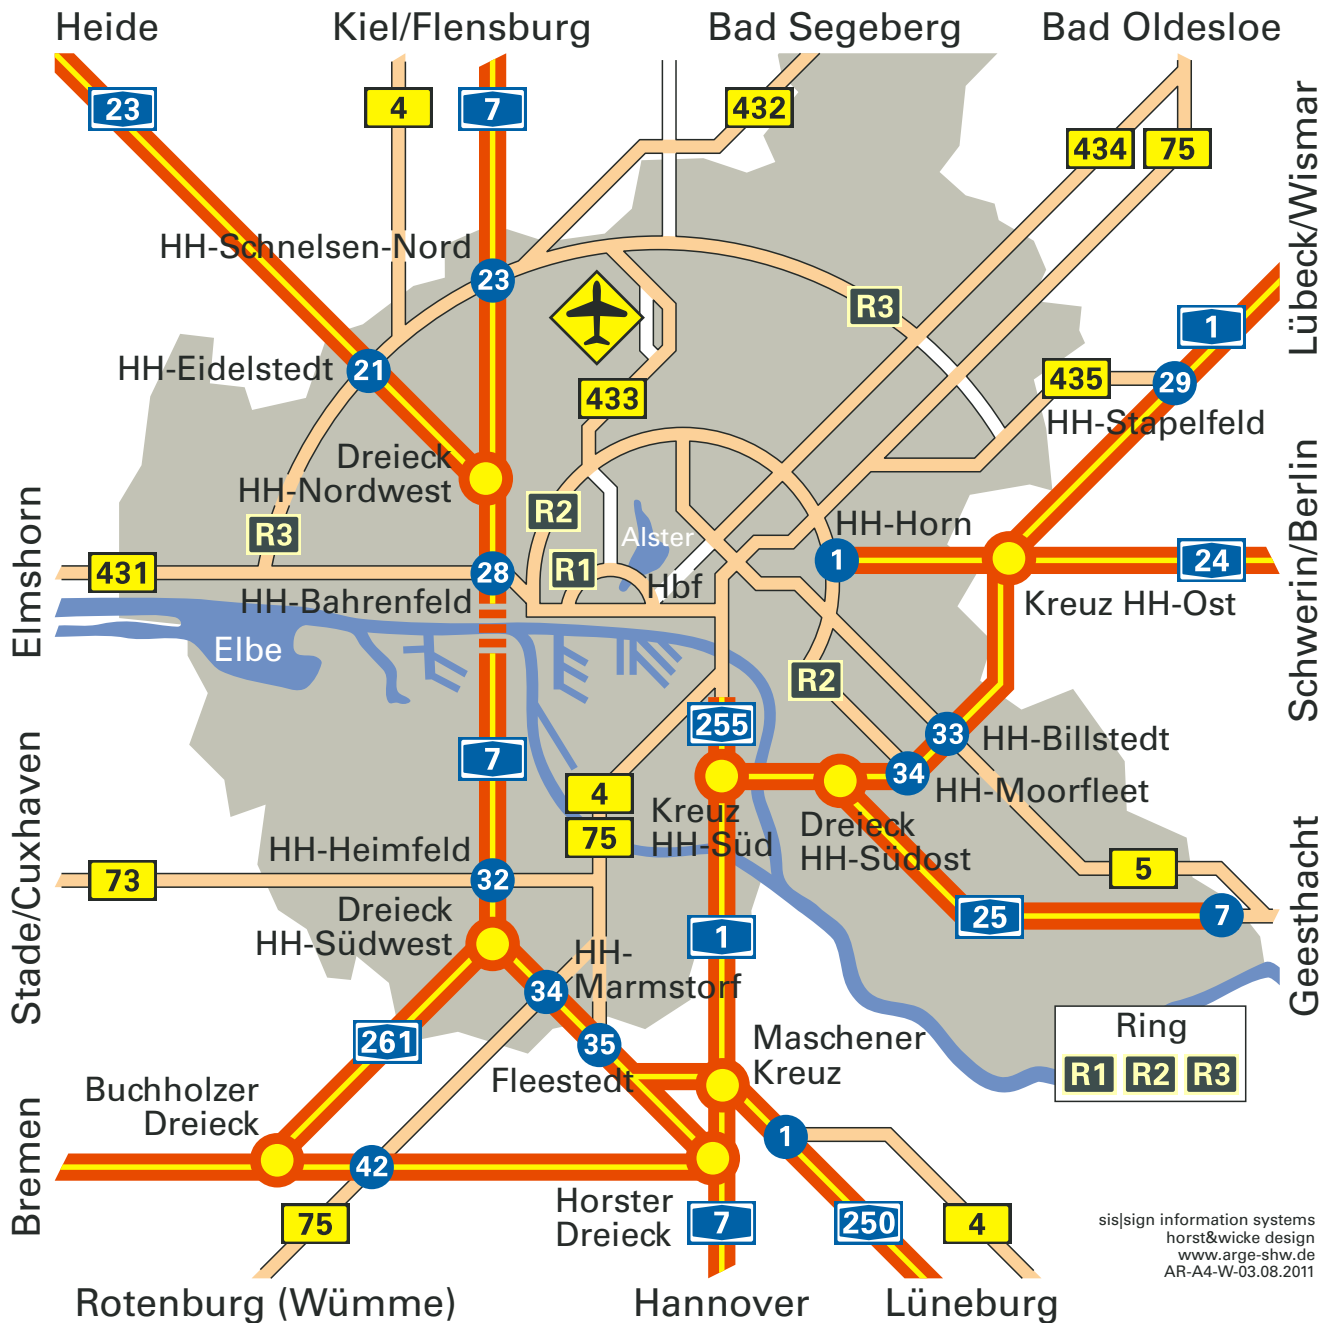 Heide
Kiel/Flensburg
Bad Segeberg
Bad Oldesloe
23
4
7
432
434
75
Lübeck/Wismar
HH-Schnelsen-Nord
23
R3
1
HH-Eidelstedt
21
433
435
29
HH-Stapelfeld
Dreieck
HH-Nordwest
R3
R2
Alster
HH-Horn
Elmshorn
431
28
R1
Hbf
1
24
Schwerin/Berlin
HH-Bahrenfeld
Kreuz HH-Ost
Elbe
R2
255
33
HH-Billstedt
7
34
HH-Moorfleet
4
75
Kreuz
HH-Süd
Dreieck
HH-Südost
Stade/Cuxhaven
HH-Heimfeld
73
32
5
Geesthacht
Dreieck
HH-Südwest
1
25
7
HH-
Marmstorf
34
261
35
Fleestedt
Maschener
Kreuz
Ring
R1 R2 R3
Buchholzer
Dreieck
Bremen
42
1
75
Horster
Dreieck
7
250
4
sis|sign information systems
horst&wicke design
www.arge-shw.de
AR-A4-W-03.08.2011
Rotenburg (Wümme)
Hannover
Lüneburg